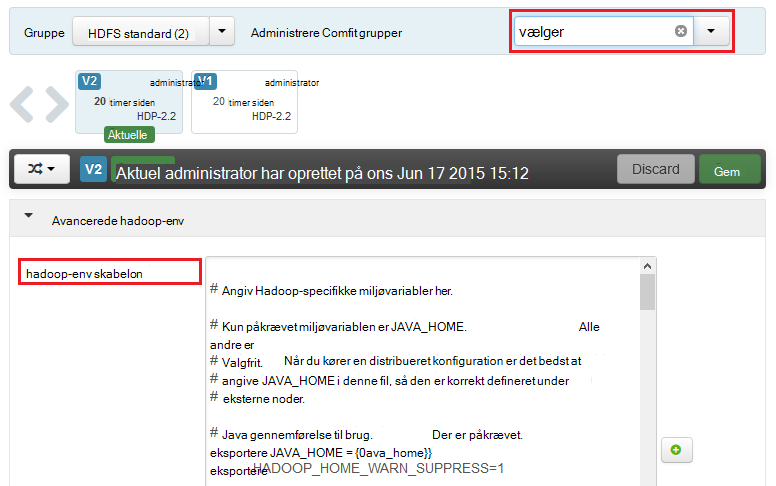 Gruppe HDFS standard (2) Administrere Comfit grupper vælger
V2 administrator V1 administrator
20 timer siden 20 timer siden
HDP-2.2 HDP-2.2
Aktuelle
V2 Aktuel administrator har oprettet på ons Jun 17 2015 15:12 Discard Gem
Avancerede hadoop-env
hadoop-env skabelon
# Angiv Hadoop-specifikke miljøvariabler her.
# Kun påkrævet miljøvariablen er JAVA_HOME. Alle
andre er
# Valgfrit. Når du kører en distribueret konfiguration er det bedst at
# angive JAVA_HOME i denne fil, så den er korrekt defineret under
# eksterne noder.
# Java gennemførelse til brug. Der er påkrævet.
eksportere JAVA_HOME = {0ava_home}}
eksportere HADOOP_HOME_WARN_SUPPRESS=1